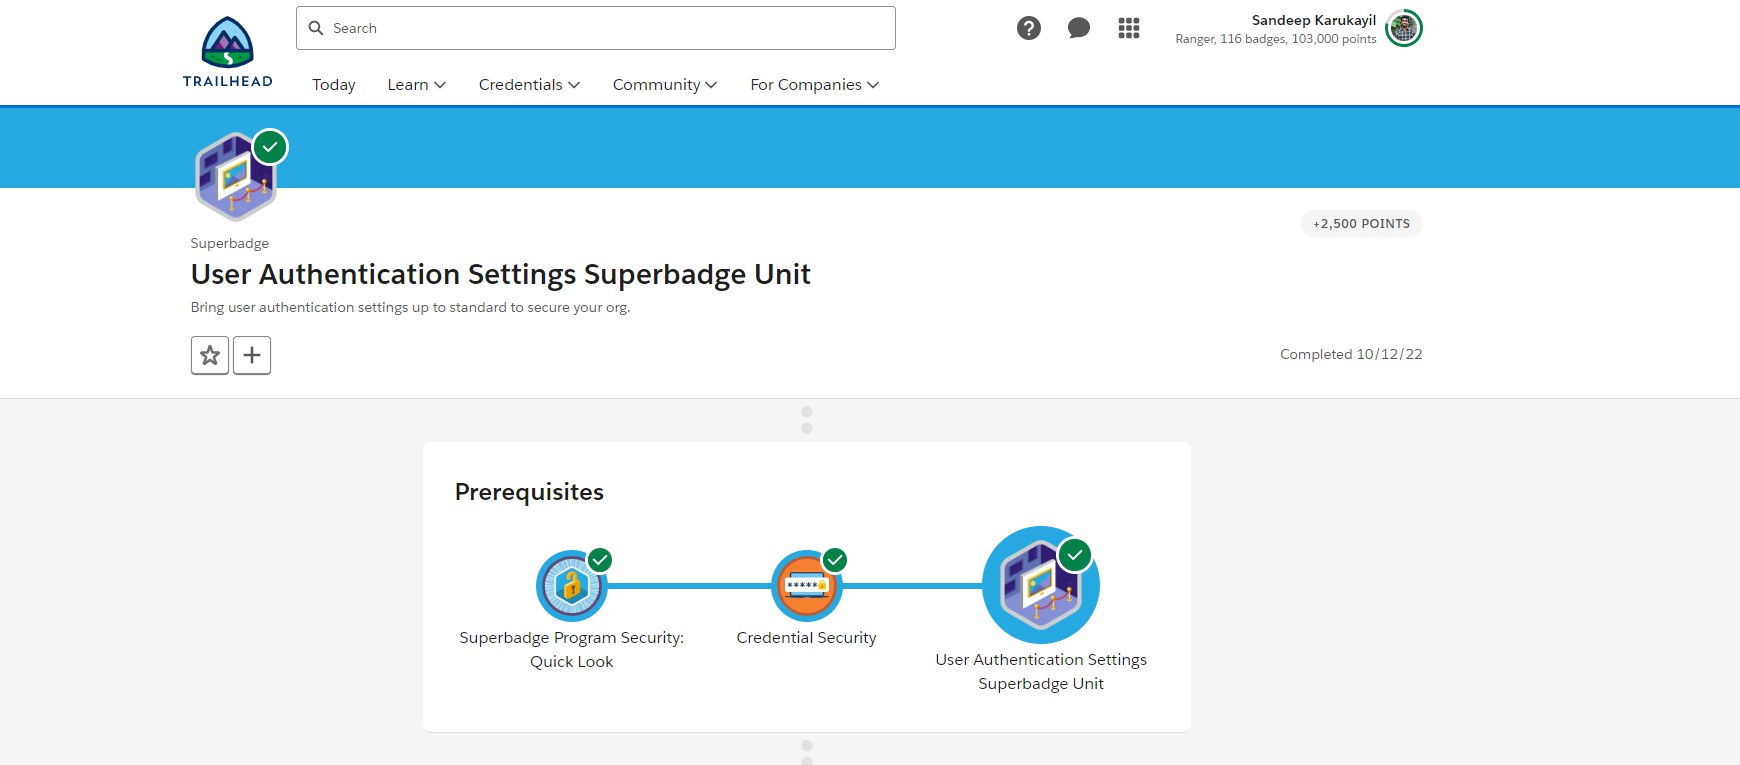 Search
Sandeep Karukayil
Ranger, 116 badges, 103,000 points
TRAILHEAD
Today
Learn
Credentials
Community
For Companies
+2,500 POINTS
Superbadge
User Authentication Settings Superbadge Unit
Bring user authentication settings up to standard to secure your org.
Completed 10/12/22
Prerequisites
*****
Superbadge Program Security:
Quick Look
Credential Security
User Authentication Settings
Superbadge Unit